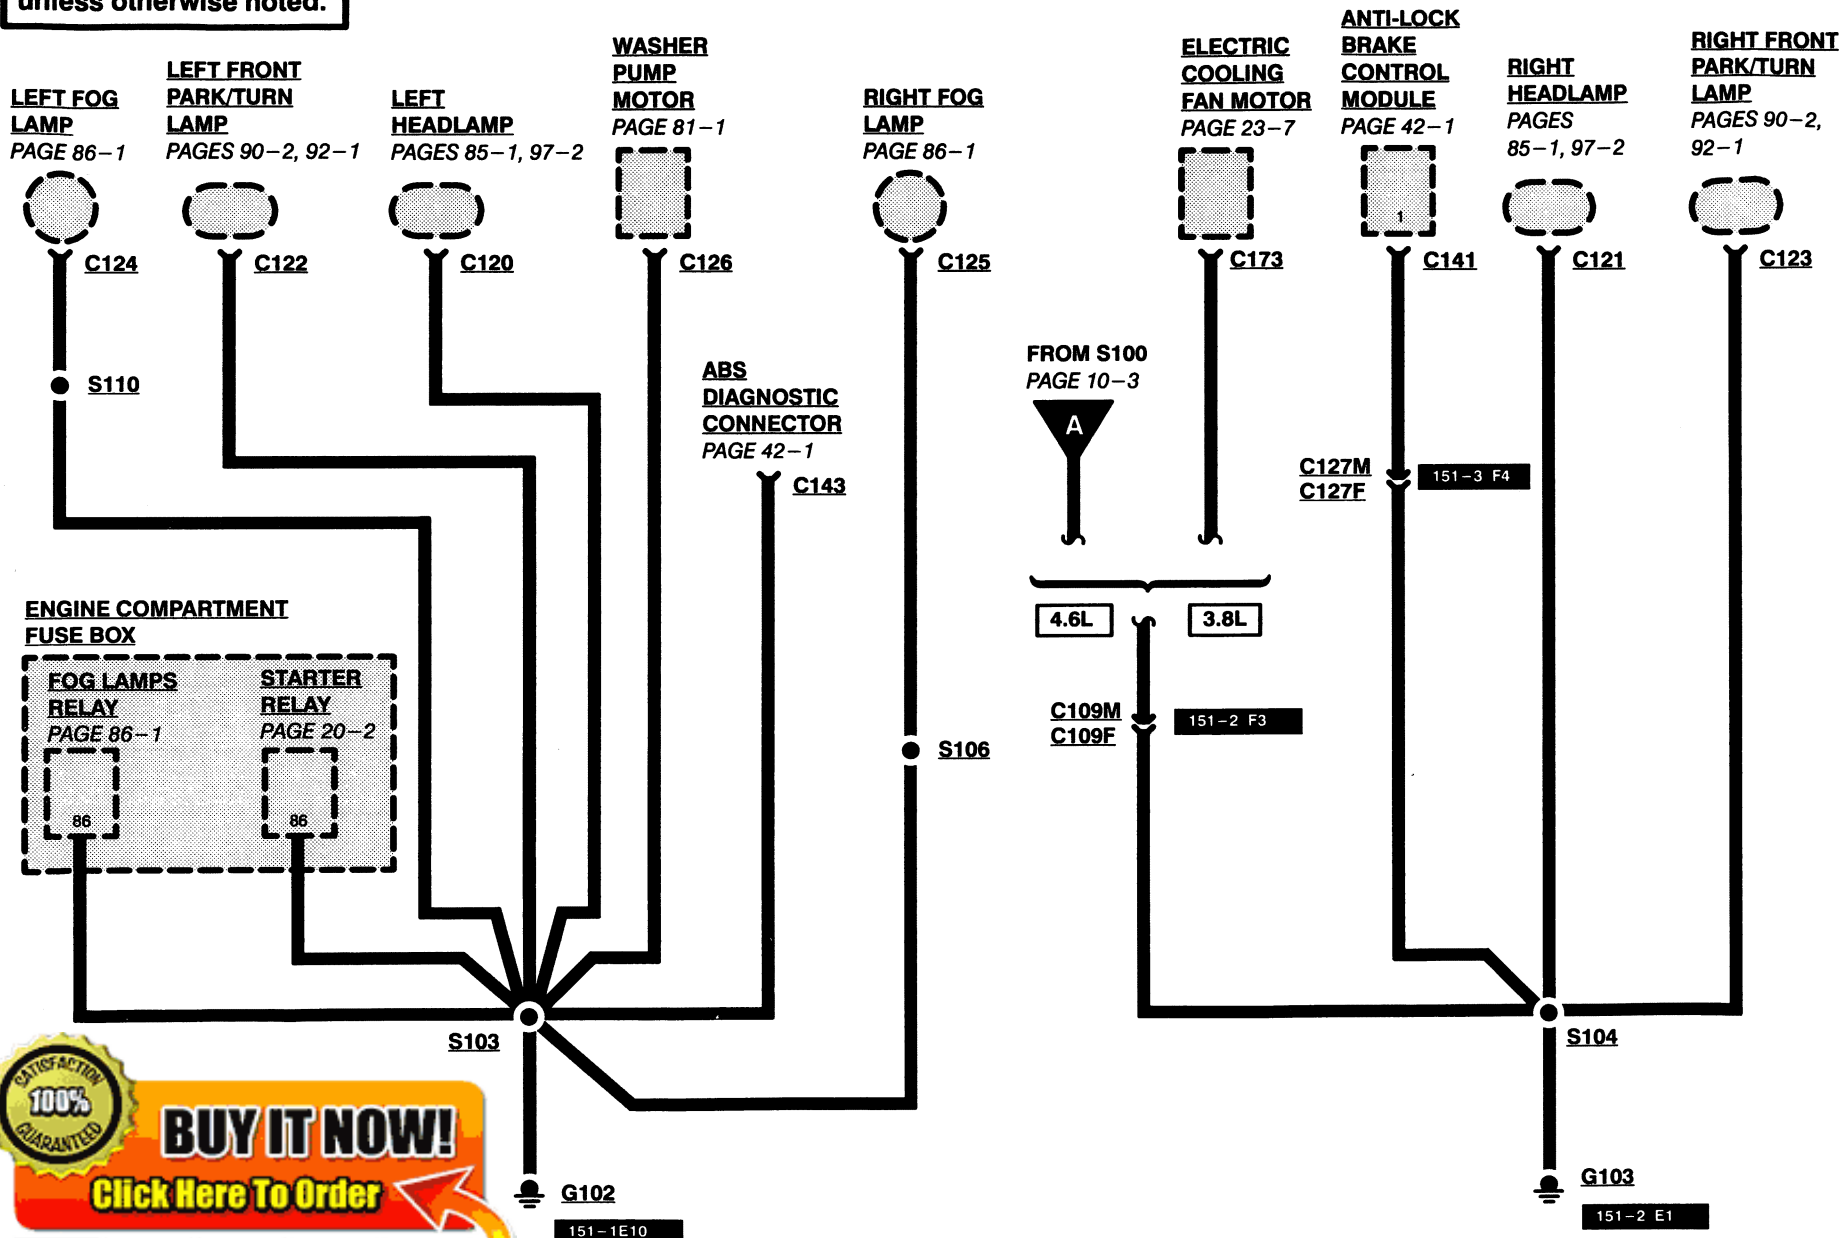 unless otherwise noted.
LEFT FOG
LAMP
PAGE 86-1
C124
S110
LEFT FRONT
PARK/TURN
LAMP
PAGES 90-2, 92-1
C122
LEFT
HEADLAMP
PAGES 85-1, 97-2
C120
WASHER
PUMP
MOTOR
PAGE 81-1
C126
ABS
DIAGNOSTIC
CONNECTOR
PAGE 42-1
C143
RIGHT FOG
LAMP
PAGE 86-1
C125
S106
FROM S100
PAGE 10-3
A
ELECTRIC
COOLING
FAN MOTOR
PAGE 23-7
C173
4.6L
3.8L
C109M
C109F
151-2 F3
ANTI-LOCK
BRAKE
CONTROL
MODULE
PAGE 42-1
1
C141
C127M
C127F
151-3 F4
RIGHT
HEADLAMP
PAGES
85-1, 97-2
C121
RIGHT FRONT
PARK/TURN
LAMP
PAGES 90-2,
92-1
C123
ENGINE COMPARTMENT
FUSE BOX
FOG LAMPS
RELAY
PAGE 86-1
86
STARTER
RELAY
PAGE 20-2
86
S103
G102
151-1E10
S104
G103
151-2 E1
SATISFACTION
100%
GUARANTEED
BUY IT NOW!
Click Here To Order